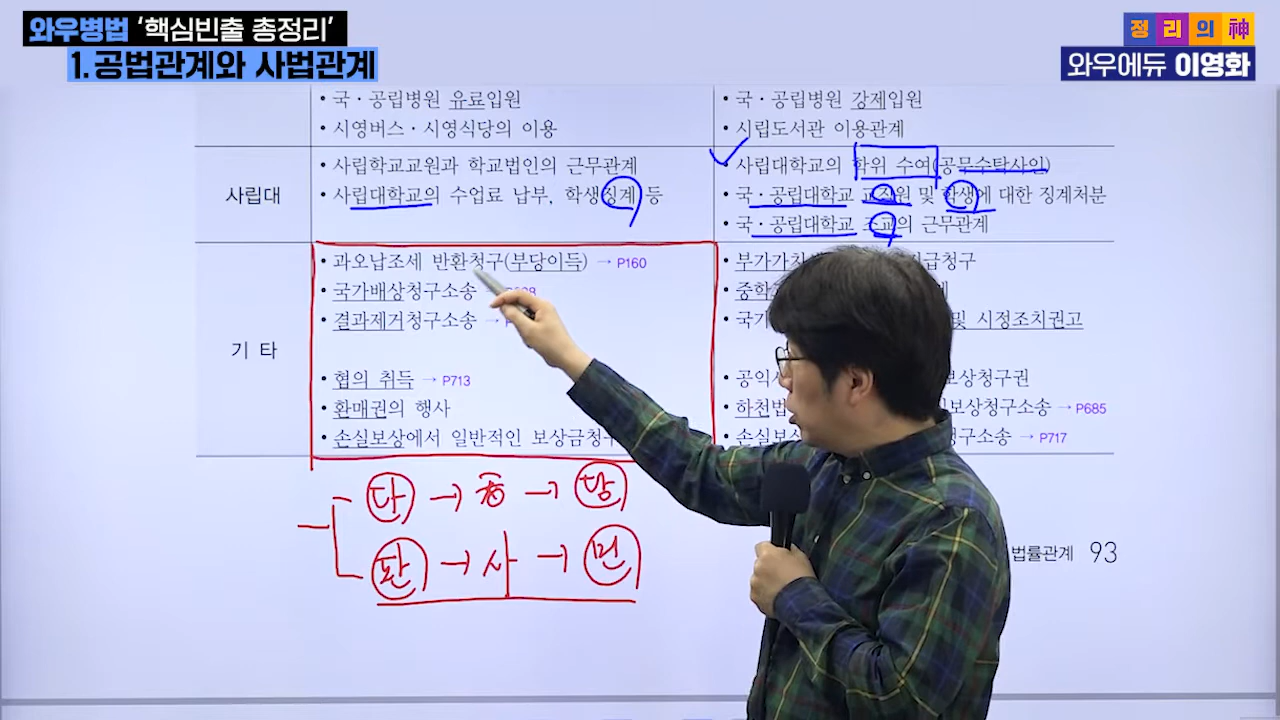 와우병법 '핵심빈출 총정리'
1. 공법관계와 사법관계
정리의神
와우에듀 이영화
• 국·공립병원 유료입원
• 시영버스·시영식당의 이용
• 국·공립병원 강제입원
• 시립도서관 이용관계
사립대
• 사립학교교원과 학교법인의 근무관계
• 사립대학교의 수업료 납부, 학생징계 등
• 사립대학교의 학위 수여(공무수탁사인)
• 국·공립대학교 교직원 및 학생에 대한 징계처분
• 국·공립대학교 조교의 근무관계
기 타
• 과오납조세 반환청구(부당이득) → P160
• 국가배상청구소송
• 결과제거청구소송 → P
• 협의 취득 → P713
• 환매권의 행사
• 손실보상에서 일반적인 보상금청구
• 부가가치 급청구
• 중학
• 국가 및 시정조치권고
• 공익사 보상청구권
• 하천법 보상청구소송 → P685
• 손실보 청구소송 → P717
다 → 공 → 당
환 → 사 → 민
법률관계 93